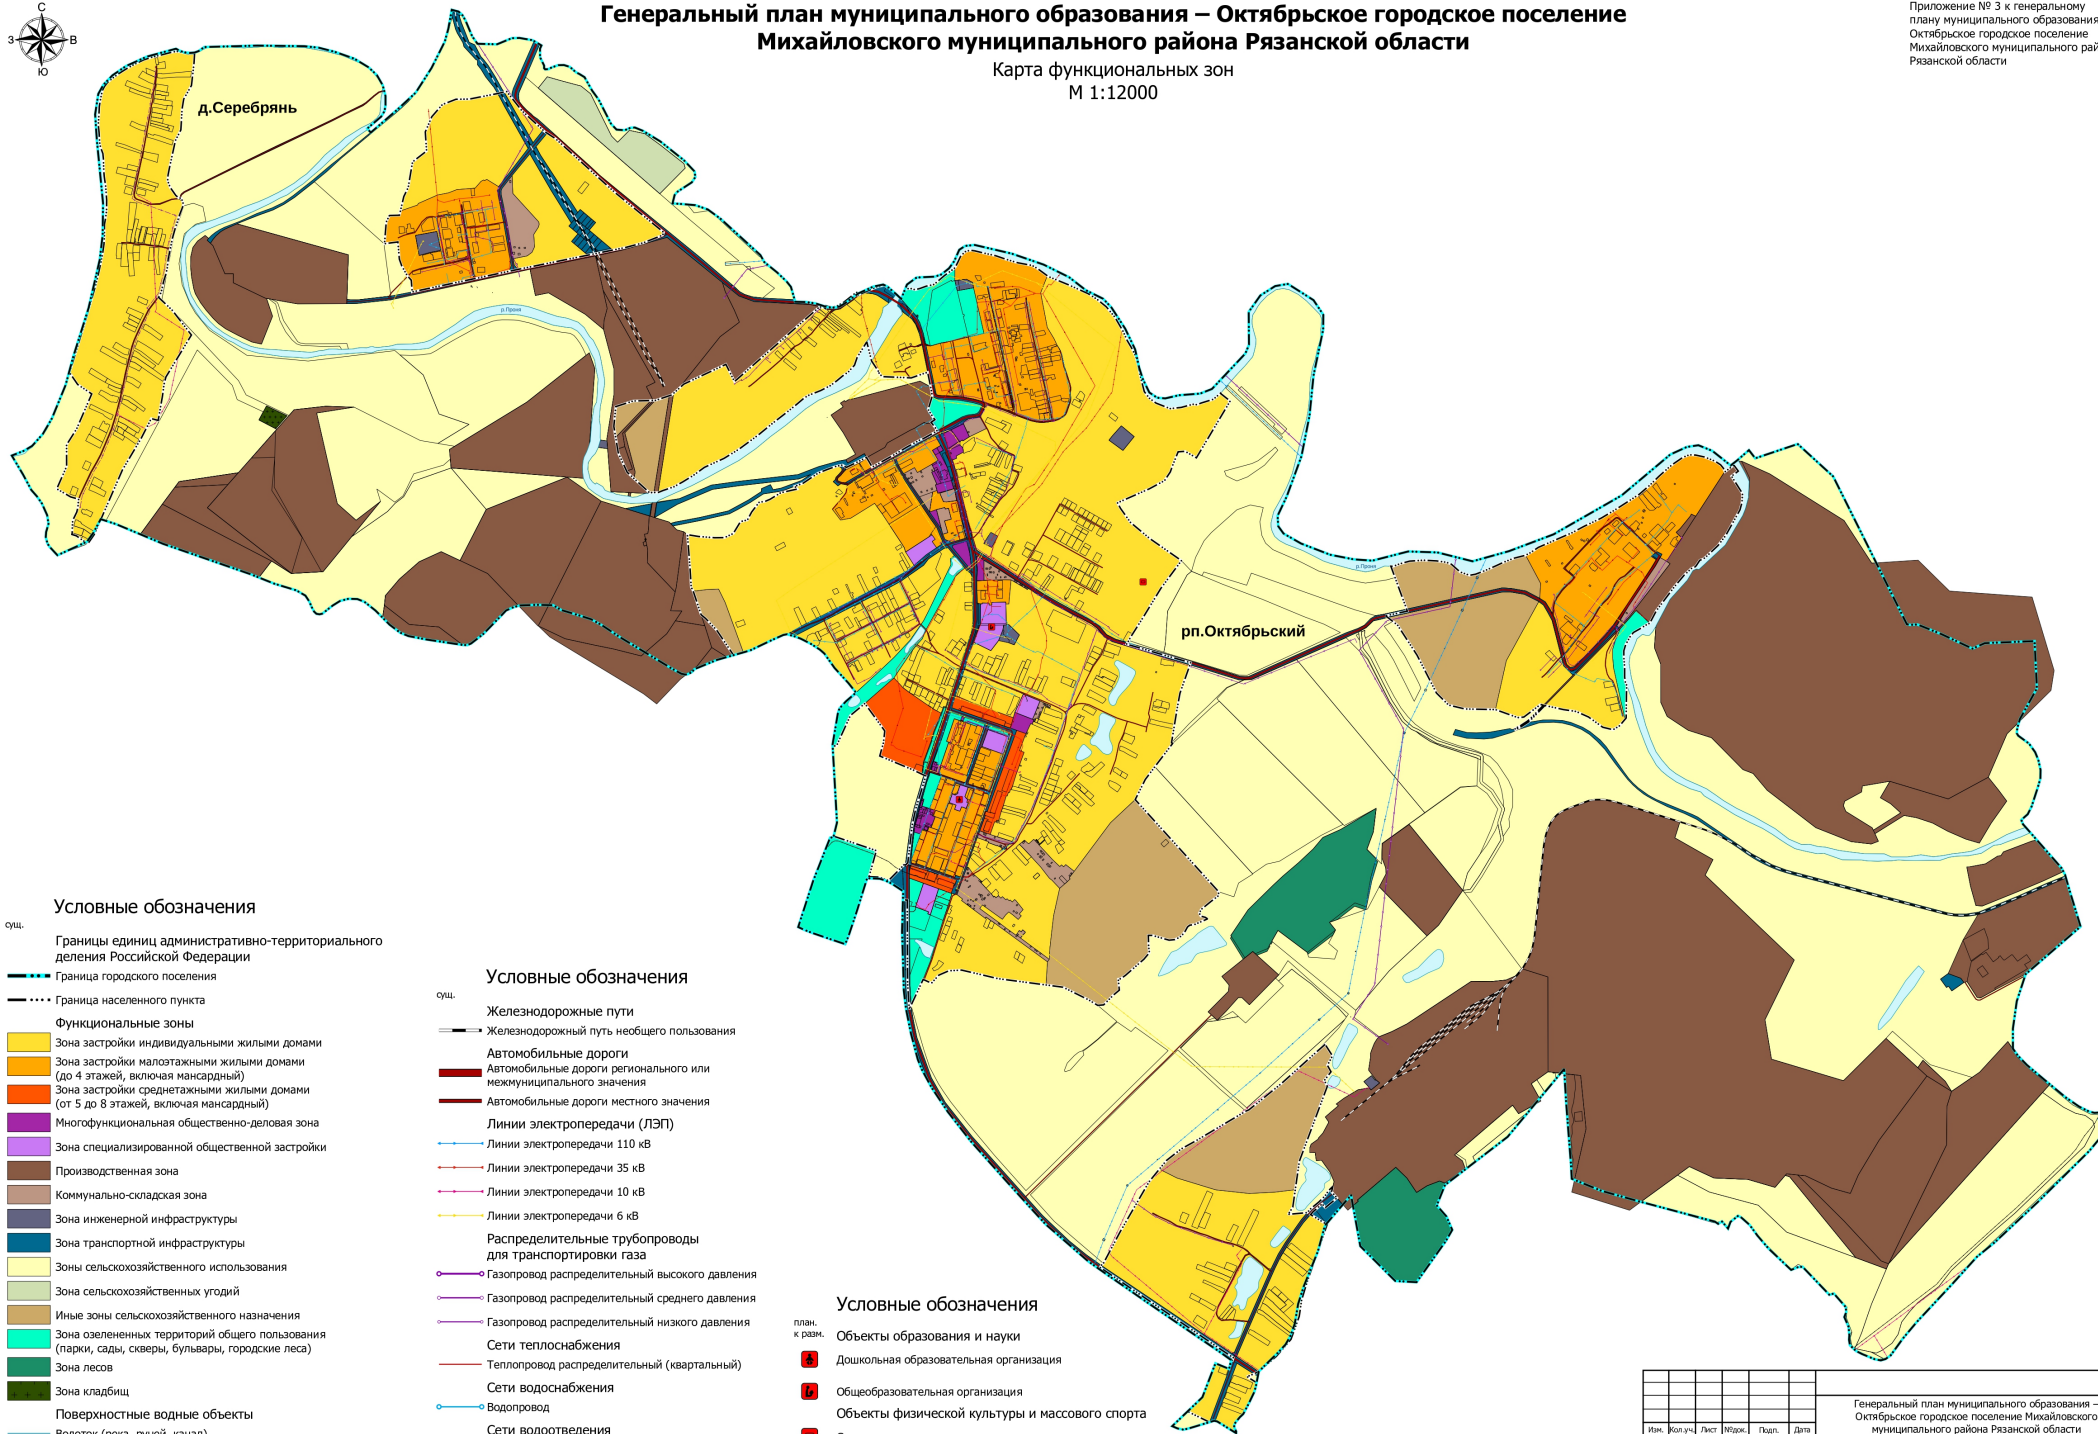 Генеральный план муниципального образования – Октябрьское городское поселение
Михайловского муниципального района Рязанской области
Карта функциональных зон
М 1:12000
Приложение № 3 к генеральному
плану муниципального образования
Октябрьское городское поселение
Михайловского муниципального рай
Рязанской области
С
З
В
Ю
д.Серебрянь
р.Проня
р.Проня
рп.Октябрьский
Условные обозначения
сущ.
Границы единиц административно-территориального
деления Российской Федерации
Граница городского поселения
Граница населенного пункта
Функциональные зоны
Зона застройки индивидуальными жилыми домами
Зона застройки малоэтажными жилыми домами
(до 4 этажей, включая мансардный)
Зона застройки среднетажными жилыми домами
(от 5 до 8 этажей, включая мансардный)
Многофункциональная общественно-деловая зона
Зона специализированной общественной застройки
Производственная зона
Коммунально-складская зона
Зона инженерной инфраструктуры
Зона транспортной инфраструктуры
Зоны сельскохозяйственного использования
Зона сельскохозяйственных угодий
Иные зоны сельскохозяйственного назначения
Зона озелененных территорий общего пользования
(парки, сады, скверы, бульвары, городские леса)
Зона лесов
Зона кладбищ
Поверхностные водные объекты
Водоток (река, ручей, канал)
Условные обозначения
сущ.
Железнодорожные пути
Железнодорожный путь необщего пользования
Автомобильные дороги
Автомобильные дороги регионального или
межмуниципального значения
Автомобильные дороги местного значения
Линии электропередачи (ЛЭП)
Линии электропередачи 110 кВ
Линии электропередачи 35 кВ
Линии электропередачи 10 кВ
Линии электропередачи 6 кВ
Распределительные трубопроводы
для транспортировки газа
Газопровод распределительный высокого давления
Газопровод распределительный среднего давления
Газопровод распределительный низкого давления
Сети теплоснабжения
Теплопровод распределительный (квартальный)
Сети водоснабжения
Водопровод
Сети водоотведения
Условные обозначения
план.
к разм.
Объекты образования и науки
Дошкольная образовательная организация
Общеобразовательная организация
Объекты физической культуры и массового спорта
Изм. Кол.уч. Лист №док. Подп. Дата
Генеральный план муниципального образования –
Октябрьское городское поселение Михайловского
муниципального района Рязанской области